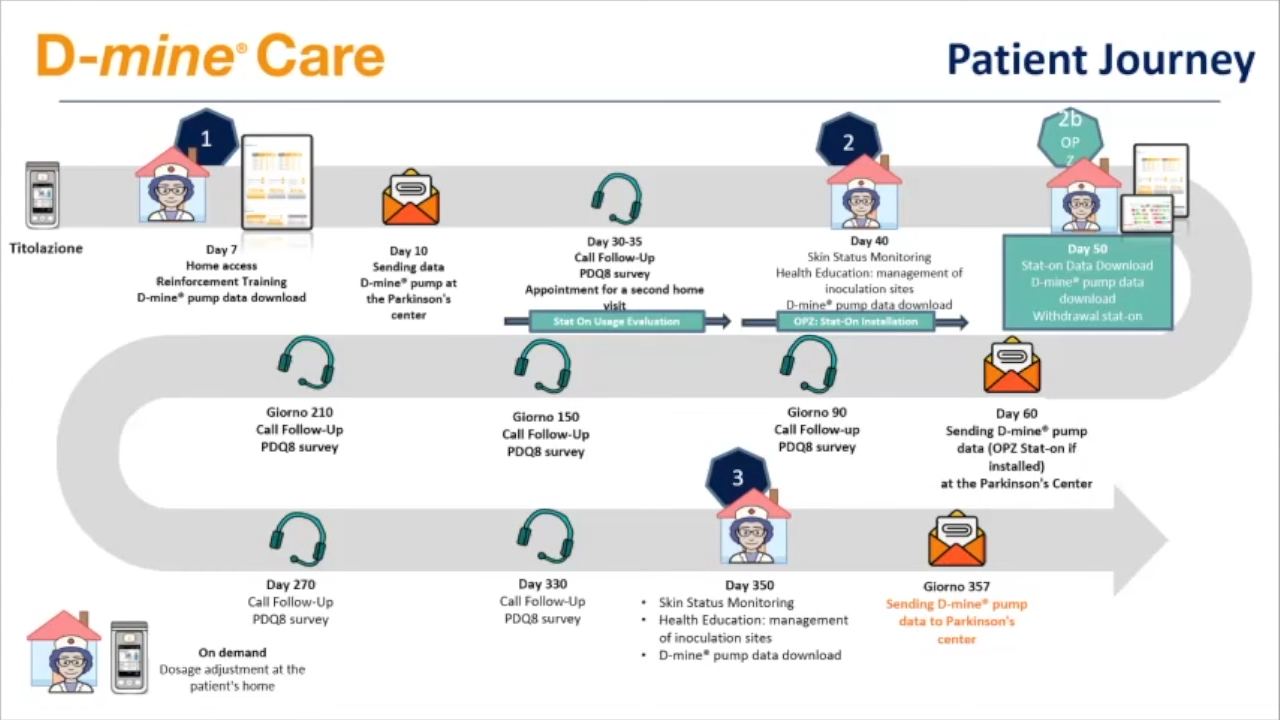 D-mine® Care
Patient Journey
1
2
2b
OP
Z
Titolazione
Day 7
Home access
Reinforcement Training
D-mine® pump data download
Day 10
Sending data
D-mine® pump at
the Parkinson's
center
Day 30-35
Call Follow-Up
PDQ8 survey
Appointment for a second home
visit
Stat On Usage Evaluation
Day 40
Skin Status Monitoring
Health Education: management of
inoculation sites
D-mine® pump data download
OPZ: Stat-On Installation
Day 50
Stat-on Data Download
D-mine® pump data
download
Withdrawal stat-on
Giorno 210
Call Follow-Up
PDQ8 survey
Giorno 150
Call Follow-Up
PDQ8 survey
Giorno 90
Call Follow-up
PDQ8 survey
Day 60
Sending D-mine® pump
data (OPZ Stat-on if
installed)
at the Parkinson's Center
3
Day 270
Call Follow-Up
PDQ8 survey
Day 330
Call Follow-Up
PDQ8 survey
Day 350
• Skin Status Monitoring
• Health Education: management
of inoculation sites
• D-mine® pump data download
Giorno 357
Sending D-mine® pump
data to Parkinson's
center
On demand
Dosage adjustment at the
patient's home